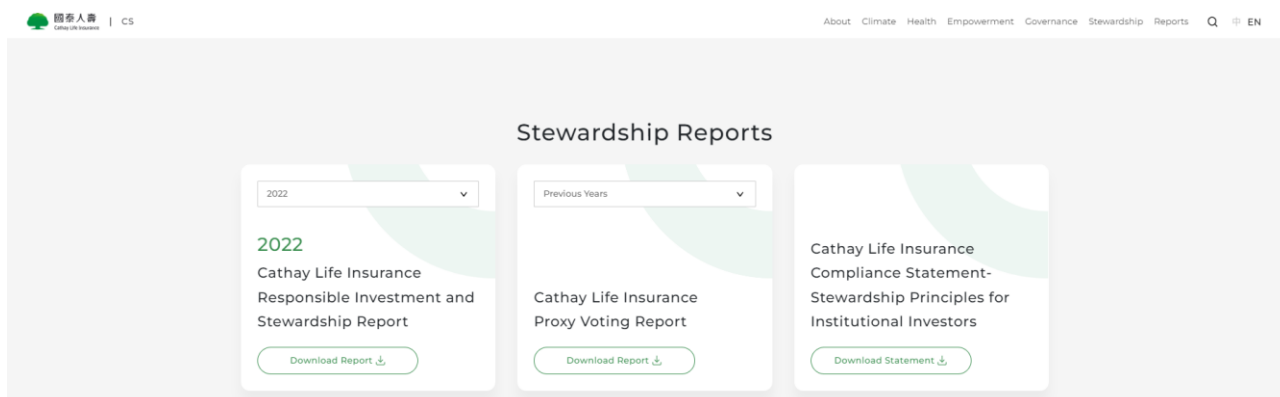 國泰人壽
Cathay Life Insurance
| CS
About Climate Health Empowerment Governance Stewardship Reports 中 EN
Stewardship Reports
2022
2022
Cathay Life Insurance
Responsible Investment and
Stewardship Report
Download Report
Previous Years
Cathay Life Insurance
Proxy Voting Report
Download Report
Cathay Life Insurance
Compliance Statement-
Stewardship Principles for
Institutional Investors
Download Statement